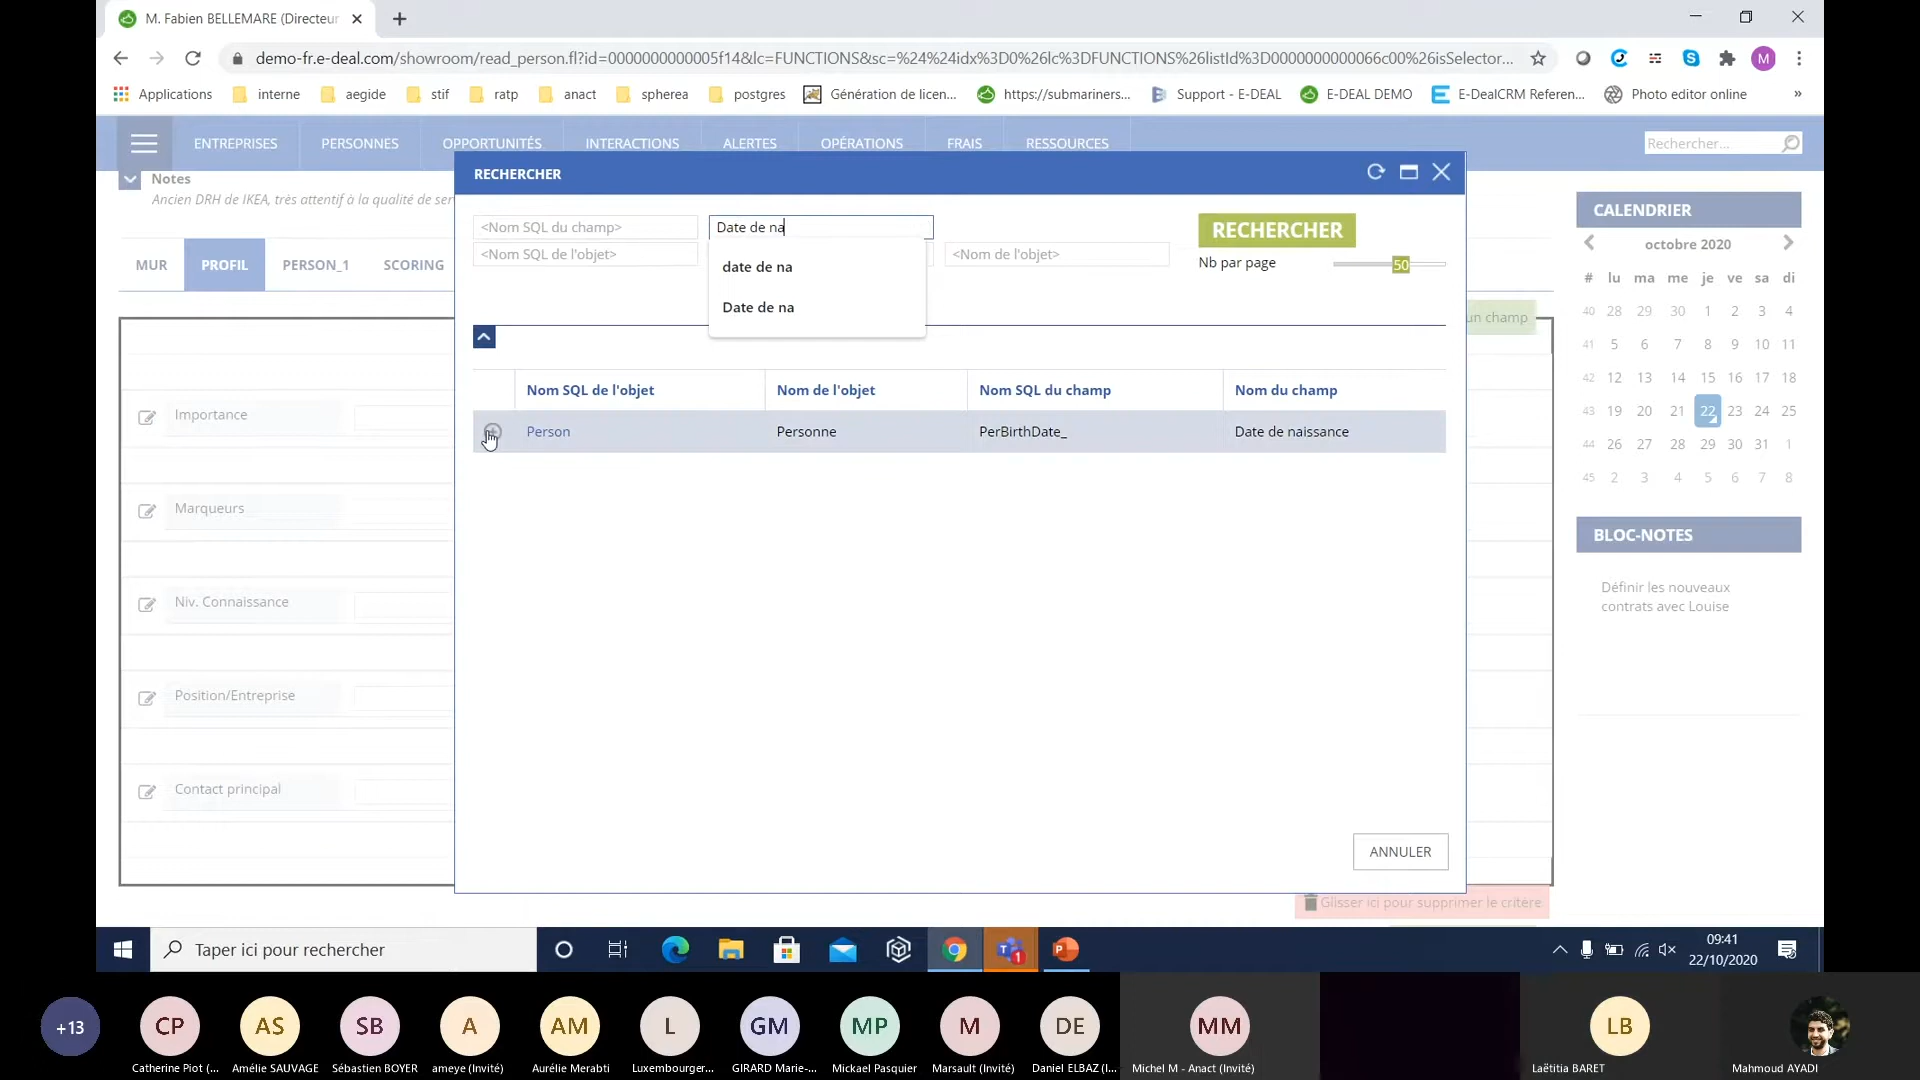 M. Fabien BELLEMARE (Directeur
demo-fr.e-deal.com/showroom/read_person.fl?id=0000000000005f14&lc=FUNCTIONS&sc=%24%24idx%3D0%26lc%3DFUNCTIONS%26listId%3D0000000000066c00%26isSelector...
M
Applications
interne
aegide
stif
ratp
anact
spherea
postgres
Génération de licen...
https://submariners...
Support - E-DEAL
E-DEAL DEMO
E-DealCRM Referen...
Photo editor online
»
ENTREPRISES
PERSONNES
OPPORTUNITÉS
INTERACTIONS
ALERTES
OPÉRATIONS
FRAIS
RESSOURCES
Rechercher...
Notes
Ancien DRH de IKEA, très attentif à la qualité de ser
MUR
PROFIL
PERSON_1
SCORING
Importance
Marqueurs
Niv. Connaissance
Position/Entreprise
Contact principal
RECHERCHER
<Nom SQL du champ>
Date de na
<Nom SQL de l'objet>
<Nom de l'objet>
date de na
Date de na
RECHERCHER
Nb par page
50
Nom SQL de l'objet
Nom de l'objet
Nom SQL du champ
Nom du champ
Person
Personne
PerBirthDate_
Date de naissance
ANNULER
un champ
Glisser ici pour supprimer le critère
CALENDRIER
octobre 2020
# lu ma me je ve sa di
40 28 29 30 1 2 3 4
41 5 6 7 8 9 10 11
42 12 13 14 15 16 17 18
43 19 20 21 22 23 24 25
44 26 27 28 29 30 31 1
45 2 3 4 5 6 7 8
BLOC-NOTES
Définir les nouveaux
contrats avec Louise
Taper ici pour rechercher
1
09:41
22/10/2020
+13
CP
AS
SB
A
AM
L
GM
MP
M
DE
MM
LB
Catherine Piot (...
Amélie SAUVAGE
Sébastien BOYER
ameye (Invité)
Aurélie Merabti
Luxembourger...
GIRARD Marie-...
Mickael Pasquier
Marsault (Invité)
Daniel ELBAZ (I...
Michel M - Anact (Invité)
Laëtitia BARET
Mahmoud AYADI